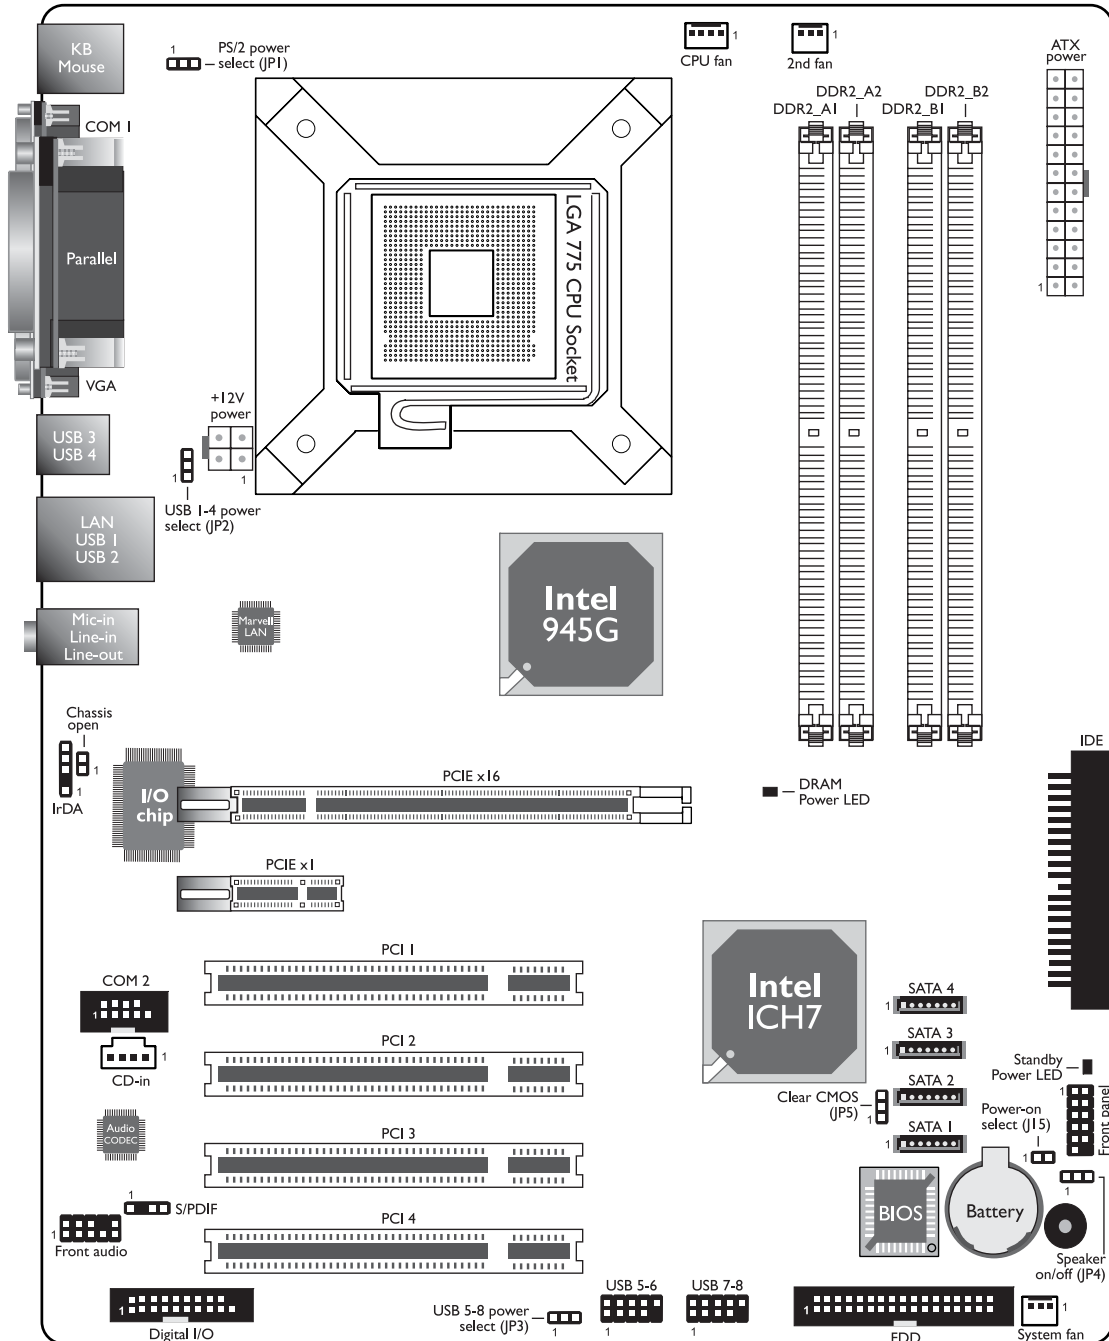 KB
Mouse
1
PS/2 power
select (JP1)
CPU fan
1
2nd fan
1
ATX
power
1
DDR2_A1
DDR2_A2
DDR2_B1
DDR2_B2
COM 1
Parallel
VGA
LGA 775 CPU Socket
+12V
power
1
USB 3
USB 4
1
USB 1-4 power
select (JP2)
LAN
USB 1
USB 2
Intel
945G
Marvell
LAN
Mic-in
Line-in
Line-out
Chassis
open
1
1
IrDA
I/O
chip
PCIE x16
DRAM
Power LED
IDE
PCIE x1
PCI 1
COM 2
1
Intel
ICH7
SATA 4
1
SATA 3
1
PCI 2
1
CD-in
Standby
Power LED
Clear CMOS
(JP5)
1
SATA 2
1
Power-on
select (J15)
1
1
Front panel
Audio
CODEC
PCI 3
SATA 1
1
1
BIOS
Battery
1
S/PDIF
1
Front audio
PCI 4
Speaker
on/off (JP4)
USB 5-6
1
USB 7-8
1
USB 5-8 power
select (JP3)
1
1
Digital I/O
1
FDD
1
System fan